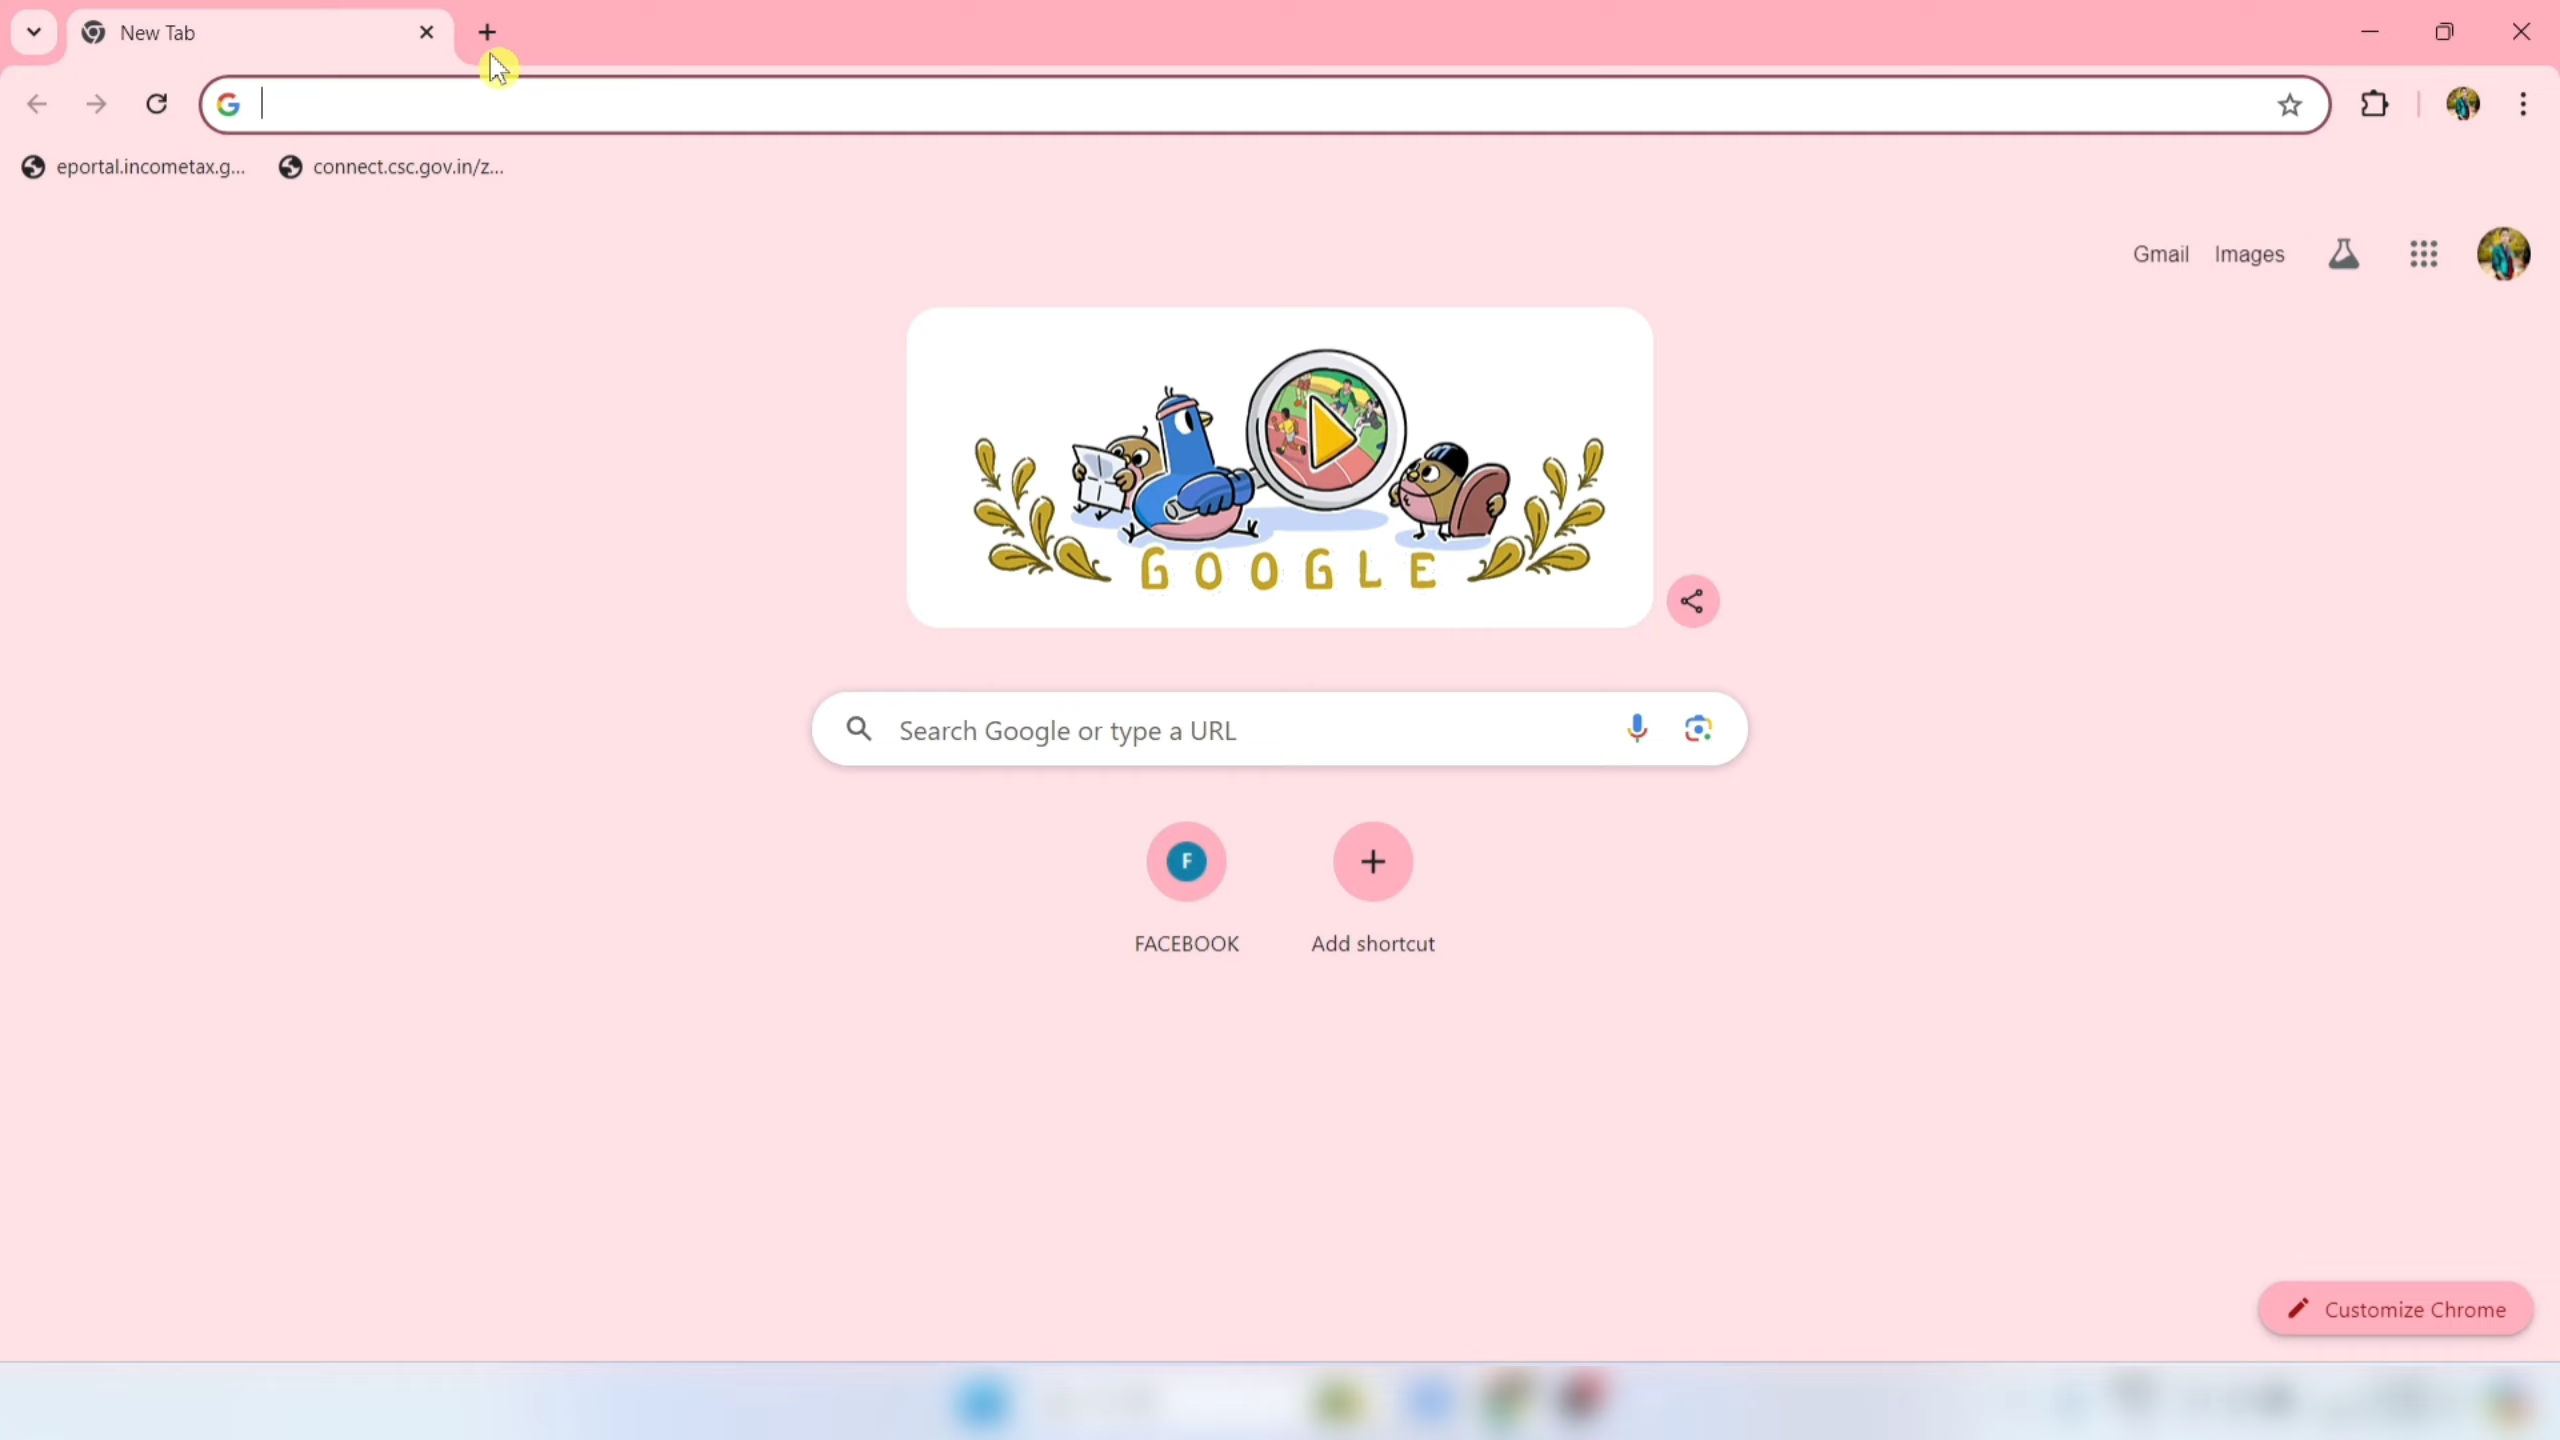 New Tab
eportal.incometax.g... connect.csc.gov.in/z...
Gmail Images
GOOGLE
Search Google or type a URL
F
FACEBOOK Add shortcut
Customize Chrome